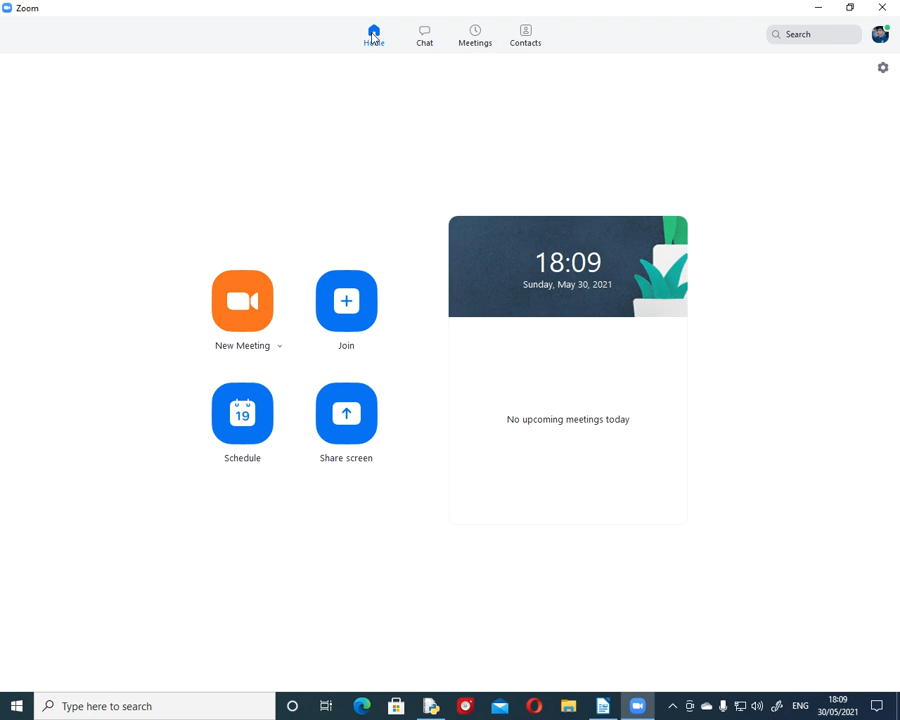 Zoom
Home
Chat
Meetings
Contacts
Search
18:09
Sunday, May 30, 2021
New Meeting
Join
No upcoming meetings today
19
Schedule
Share screen
Type here to search
ENG
18:09
30/05/2021